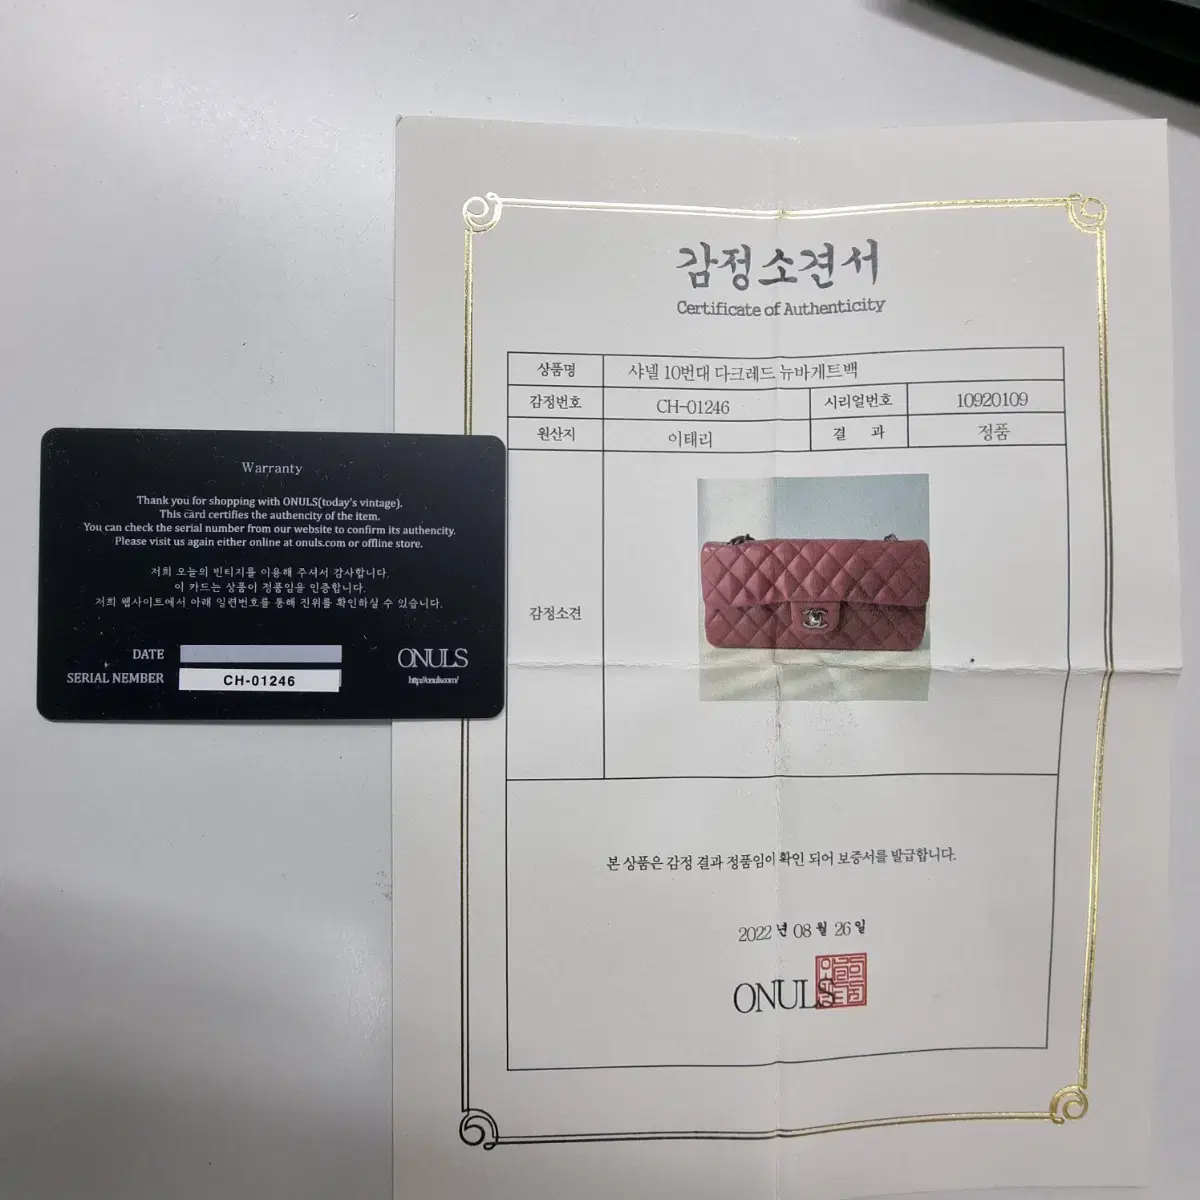 감정소견서
Certificate of Authenticity
상품명 샤넬 10번대 다크레드 뉴바게트백
감정번호 CH-01246 시리얼번호 10920109
원산지 이태리 결 과 정품
감정소견
본 상품은 감정 결과 정품임이 확인 되어 보증서를 발급합니다.
2022 년 08 월 26 일
ONULS
Warranty
Thank you for shopping with ONULS(today's vintage).
This card certifies the authencity of the item.
You can check the serial number from our website to confirm its authencity.
Please visit us again either online at onuls.com or offline store.
저희 오늘의 빈티지를 이용해 주셔서 감사합니다.
이 카드는 상품이 정품임을 인증합니다.
저희 웹사이트에서 아래 일련번호를 통해 진위를 확인하실 수 있습니다.
DATE
SERIAL NEMBER CH-01246
ONULS
http://onuls.com/